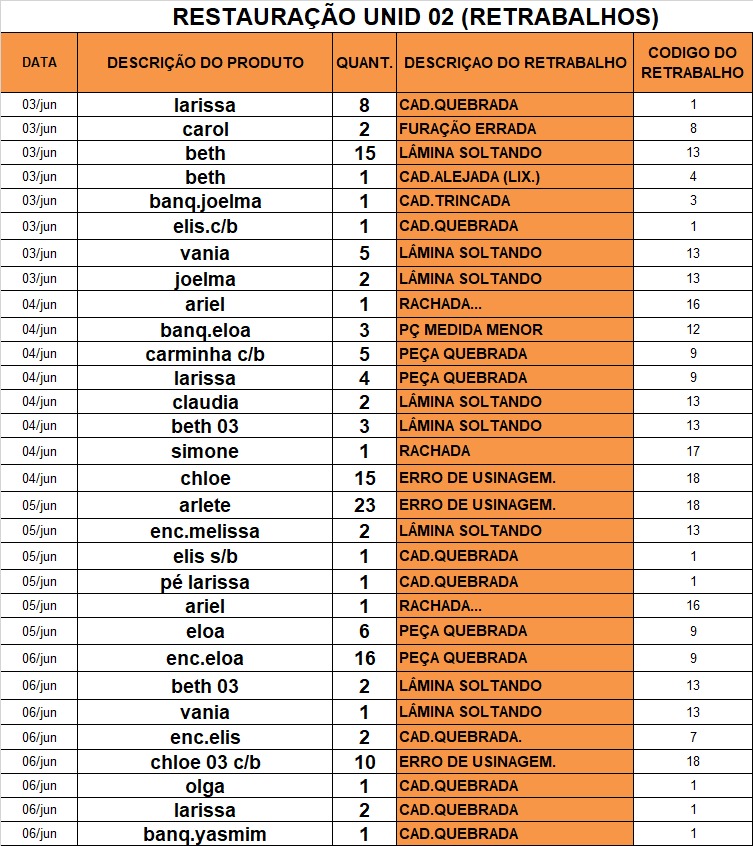 RESTAURAÇÃO UNID 02 (RETRABALHOS)
DATA DESCRIÇÃO DO PRODUTO QUANT. DESCRIÇAO DO RETRABALHO CODIGO DO RETRABALHO
03/jun larissa 8 CAD.QUEBRADA 1
03/jun carol 2 FURAÇÃO ERRADA 8
03/jun beth 15 LÂMINA SOLTANDO 13
03/jun beth 1 CAD.ALEJADA (LIX.) 4
03/jun banq.joelma 1 CAD.TRINCADA 3
03/jun elis.c/b 1 CAD.QUEBRADA 1
03/jun vania 5 LÂMINA SOLTANDO 13
03/jun joelma 2 LÂMINA SOLTANDO 13
04/jun ariel 1 RACHADA... 16
04/jun banq.eloa 3 PÇ MEDIDA MENOR 12
04/jun carminha c/b 5 PEÇA QUEBRADA 9
04/jun larissa 4 PEÇA QUEBRADA 9
04/jun claudia 2 LÂMINA SOLTANDO 13
04/jun beth 03 3 LÂMINA SOLTANDO 13
04/jun simone 1 RACHADA 17
04/jun chloe 15 ERRO DE USINAGEM. 18
05/jun arlete 23 ERRO DE USINAGEM. 18
05/jun enc.melissa 2 LÂMINA SOLTANDO 13
05/jun elis s/b 1 CAD.QUEBRADA 1
05/jun pé larissa 1 CAD.QUEBRADA 1
05/jun ariel 1 RACHADA... 16
05/jun eloa 6 PEÇA QUEBRADA 9
06/jun enc.eloa 16 PEÇA QUEBRADA 9
06/jun beth 03 2 LÂMINA SOLTANDO 13
06/jun vania 1 LÂMINA SOLTANDO 13
06/jun enc.elis 2 CAD.QUEBRADA. 7
06/jun chloe 03 c/b 10 ERRO DE USINAGEM. 18
06/jun olga 1 CAD.QUEBRADA 1
06/jun larissa 2 CAD.QUEBRADA 1
06/jun banq.yasmim 1 CAD.QUEBRADA 1